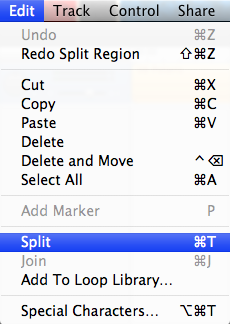 Edit Track Control Share
Undo ⌘Z
Redo Split Region ⇧⌘Z
Cut ⌘X
Copy ⌘C
Paste ⌘V
Delete
Delete and Move ^⌫
Select All ⌘A
Add Marker P
Split ⌘T
Join ⌘J
Add To Loop Library...
Special Characters... ⌥⌘T